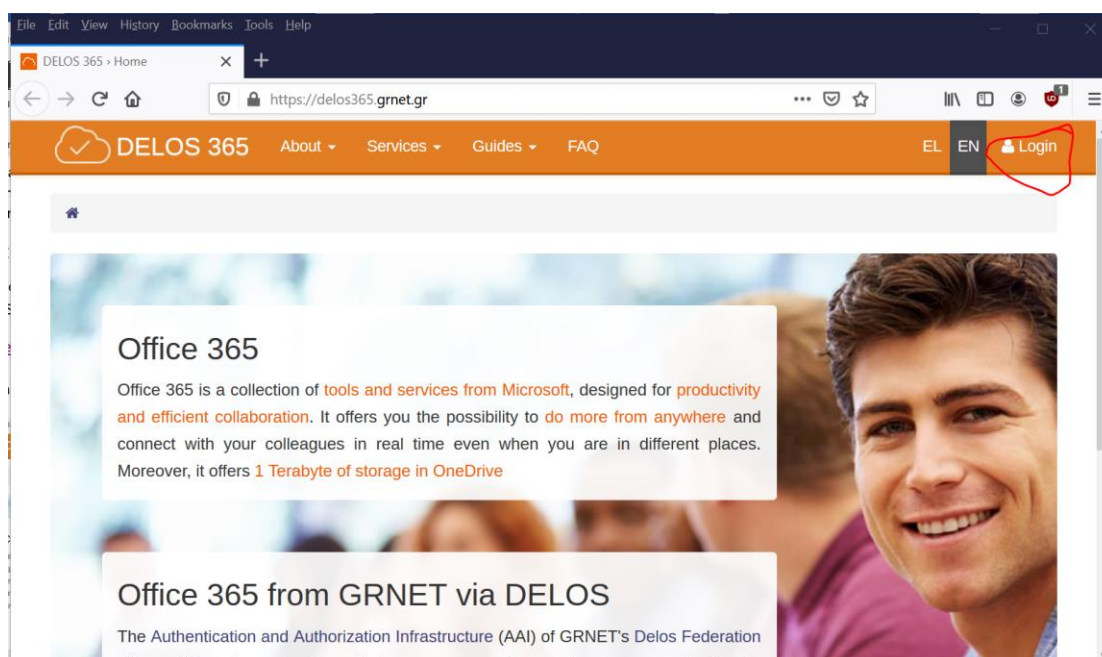 File Edit View History Bookmarks Tools Help
DELOS 365 › Home
https://delos365.grnet.gr
1
DELOS 365 About Services Guides FAQ EL EN Login
Office 365
Office 365 is a collection of tools and services from Microsoft, designed for productivity
and efficient collaboration. It offers you the possibility to do more from anywhere and
connect with your colleagues in real time even when you are in different places.
Moreover, it offers 1 Terabyte of storage in OneDrive
Office 365 from GRNET via DELOS
The Authentication and Authorization Infrastructure (AAI) of GRNET's Delos Federation